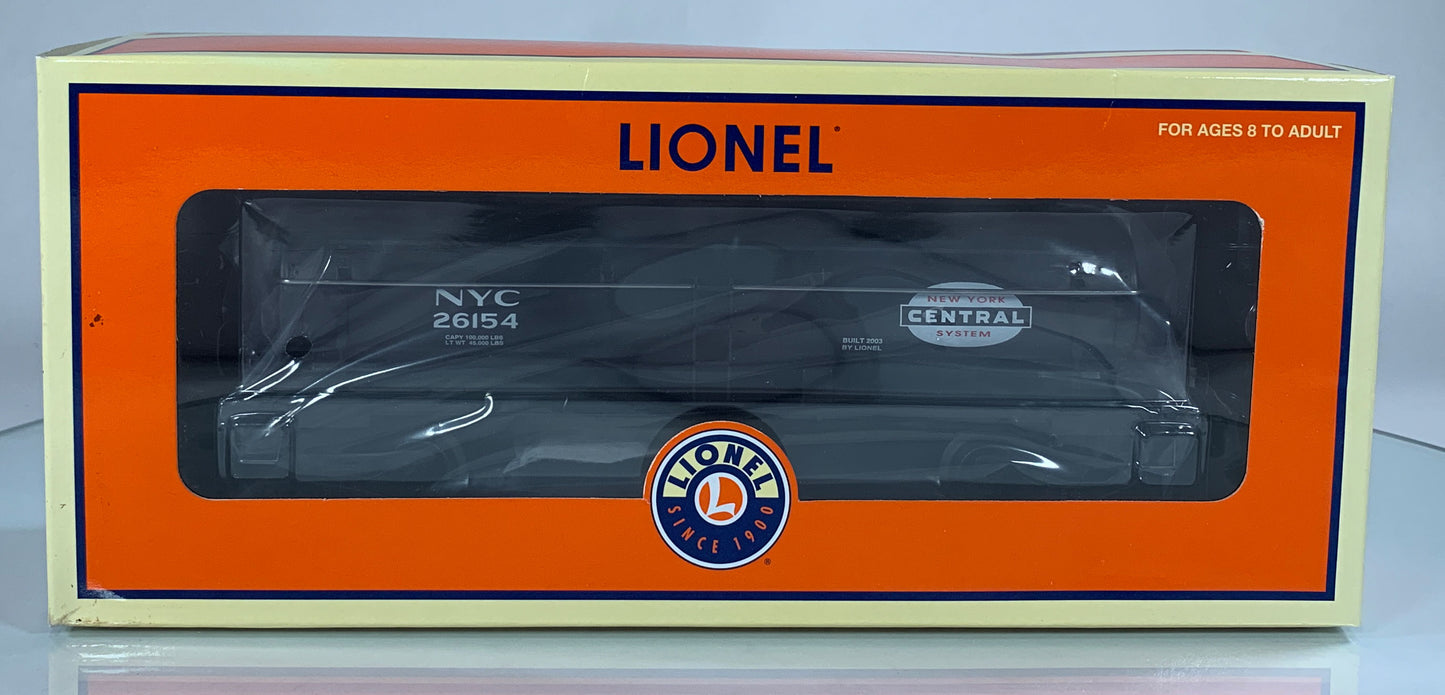 LIONEL
FOR AGES 8 TO ADULT
NYC
26154
CAPY 100,000 LBS
LT WT 45,000 LBS
BUILT 2003
BY LIONEL
NEW YORK
CENTRAL
SYSTEM
LIONEL
L
SINCE 1900
®